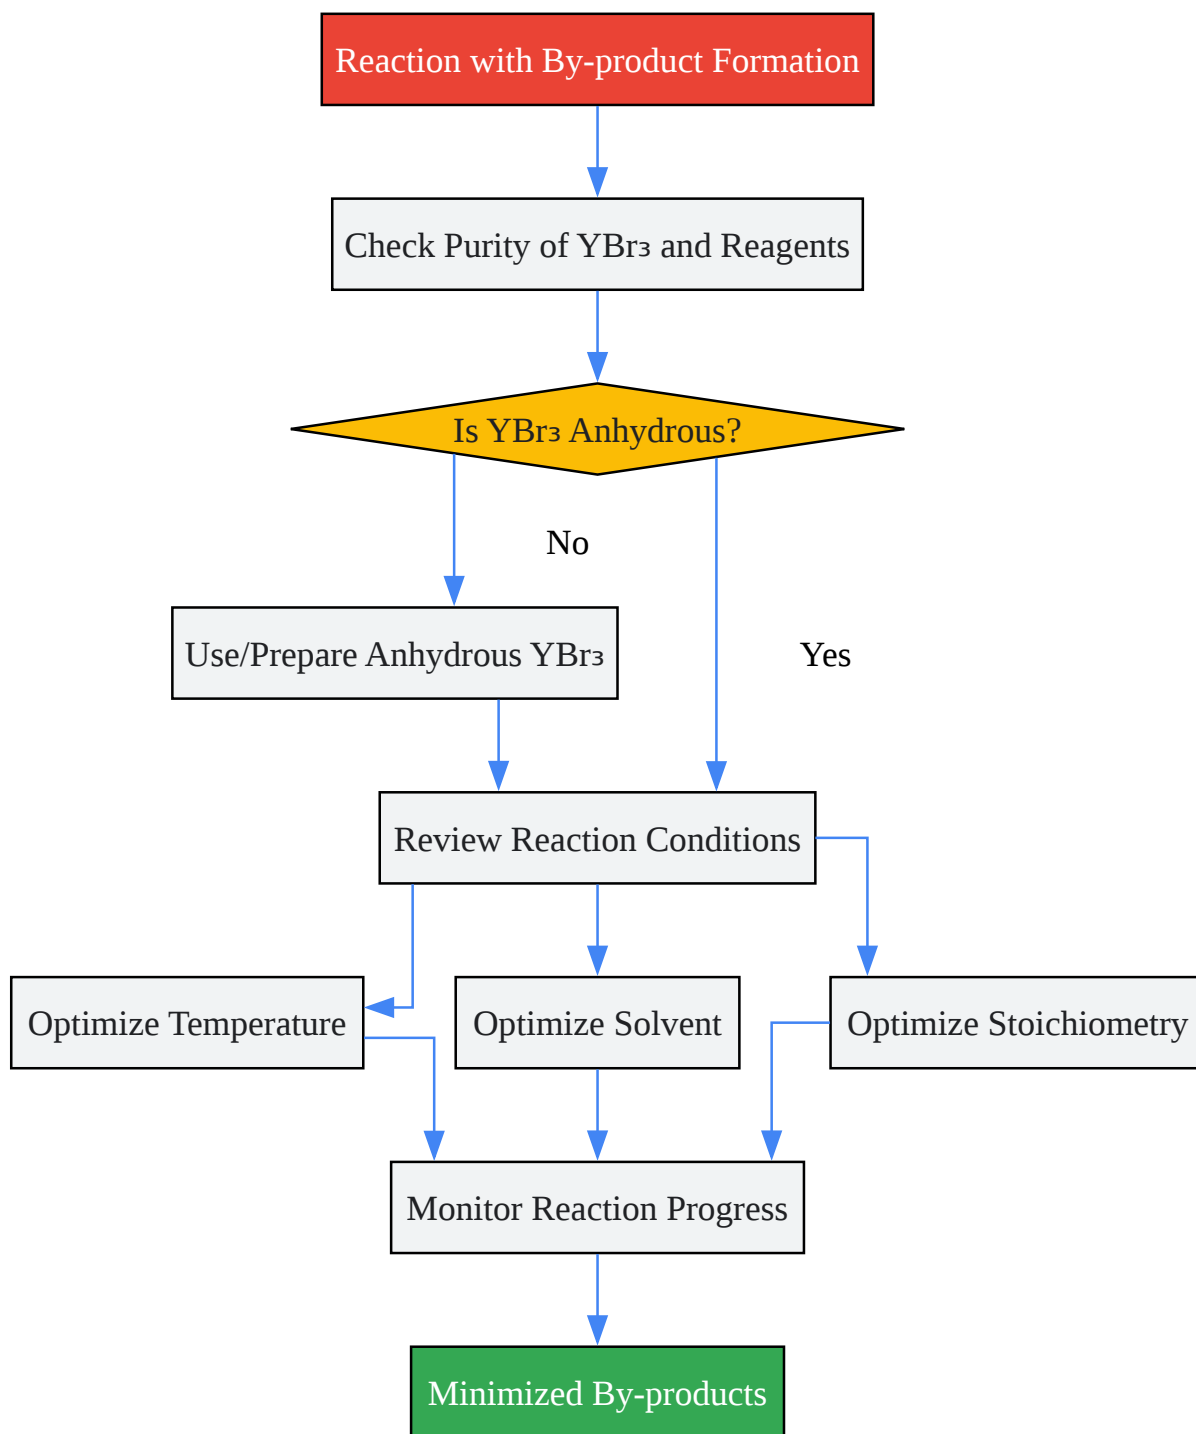 Reaction with By-product Formation
Check Purity of YBr₃ and Reagents
Is YBr₃ Anhydrous?
No
Use/Prepare Anhydrous YBr₃
Yes
Review Reaction Conditions
Optimize Temperature
Optimize Solvent
Optimize Stoichiometry
Monitor Reaction Progress
Minimized By-products